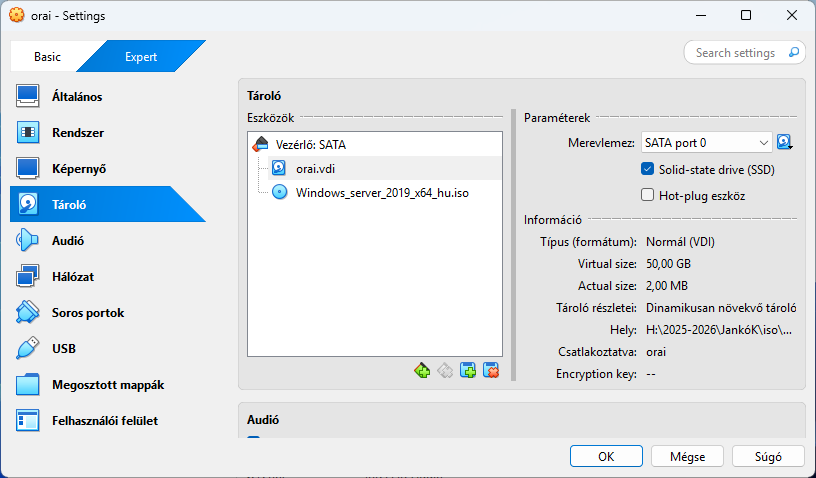 orai - Settings
Basic
Expert
Search settings
Általános
Rendszer
Képernyő
Tároló
Audió
Hálózat
Soros portok
USB
Megosztott mappák
Felhasználói felület
Tároló
Eszközök
Vezérlő: SATA
orai.vdi
Windows_server_2019_x64_hu.iso
Paraméterek
Merevlemez: SATA port 0
Solid-state drive (SSD)
Hot-plug eszköz
Információ
Típus (formátum): Normál (VDI)
Virtual size: 50,00 GB
Actual size: 2,00 MB
Tároló részletei: Dinamikusan növekvő tároló
Hely: H:\2025-2026\JankóK\iso\...
Csatlakoztatva: orai
Encryption key: --
Audió
OK
Mégse
Súgó